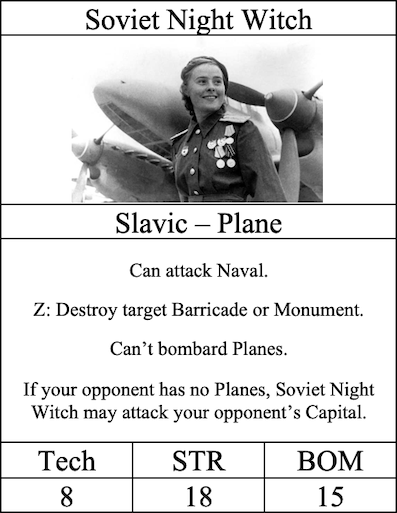 Soviet Night Witch
Slavic – Plane
Can attack Naval.
Z: Destroy target Barricade or Monument.
Can’t bombard Planes.
If your opponent has no Planes, Soviet Night
Witch may attack your opponent’s Capital.
Tech STR BOM
8 18 15